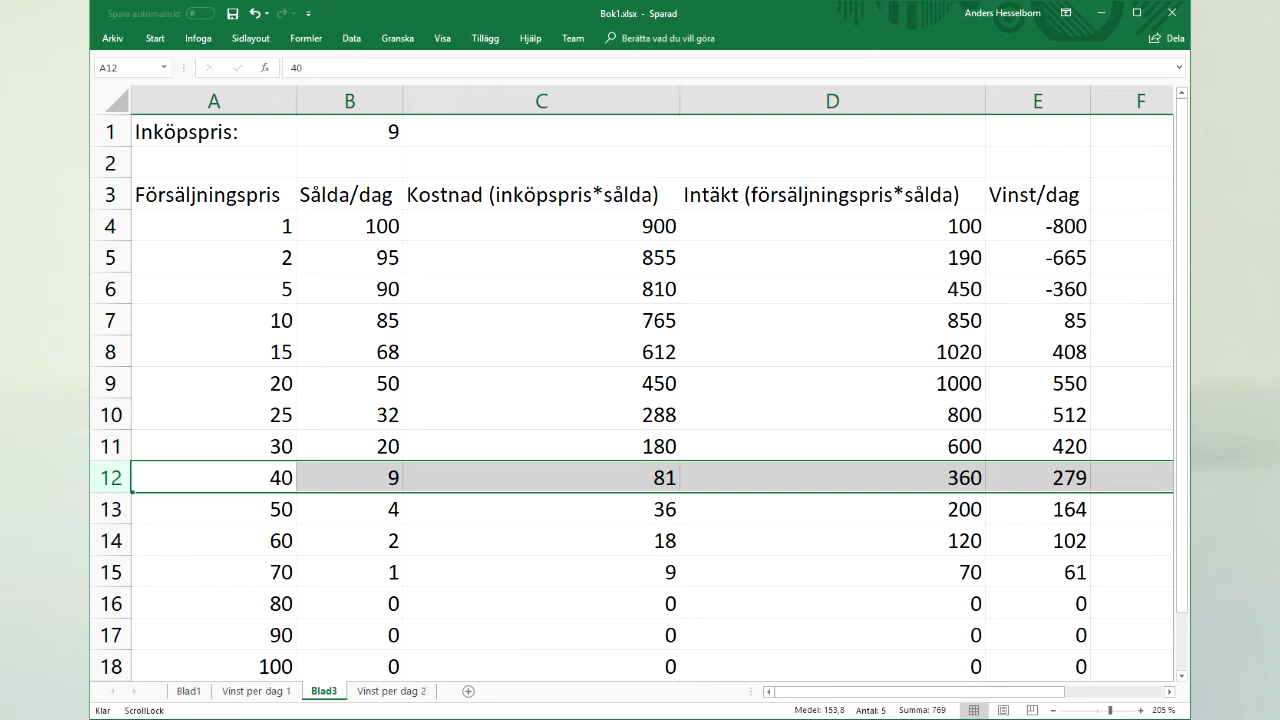 Spara automatiskt Bok1.xlsx - Sparad Anders Hesselbom
Arkiv Start Infoga Sidlayout Formler Data Granska Visa Tillägg Hjälp Team Berätta vad du vill göra Dela
A12 fx 40
A B C D E F
1 Inköpspris: 9
2
3 Försäljningspris Sålda/dag Kostnad (inköpspris*sålda) Intäkt (försäljningspris*sålda) Vinst/dag
4 1 100 900 100 -800
5 2 95 855 190 -665
6 5 90 810 450 -360
7 10 85 765 850 85
8 15 68 612 1020 408
9 20 50 450 1000 550
10 25 32 288 800 512
11 30 20 180 600 420
12 40 9 81 360 279
13 50 4 36 200 164
14 60 2 18 120 102
15 70 1 9 70 61
16 80 0 0 0 0
17 90 0 0 0 0
18 100 0 0 0 0
Blad1 Vinst per dag 1 Blad3 Vinst per dag 2
Klar ScrollLock Medel: 153,8 Antal: 5 Summa: 769 205 %